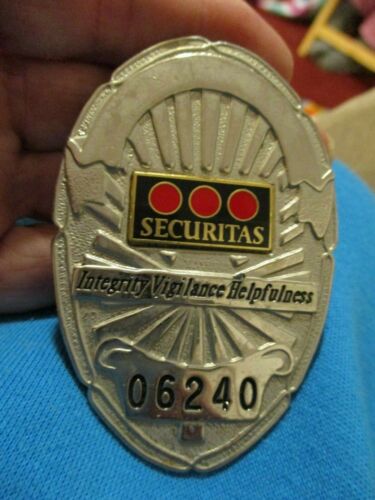 SECURITAS
Integrity Vigilance Helpfulness
06240